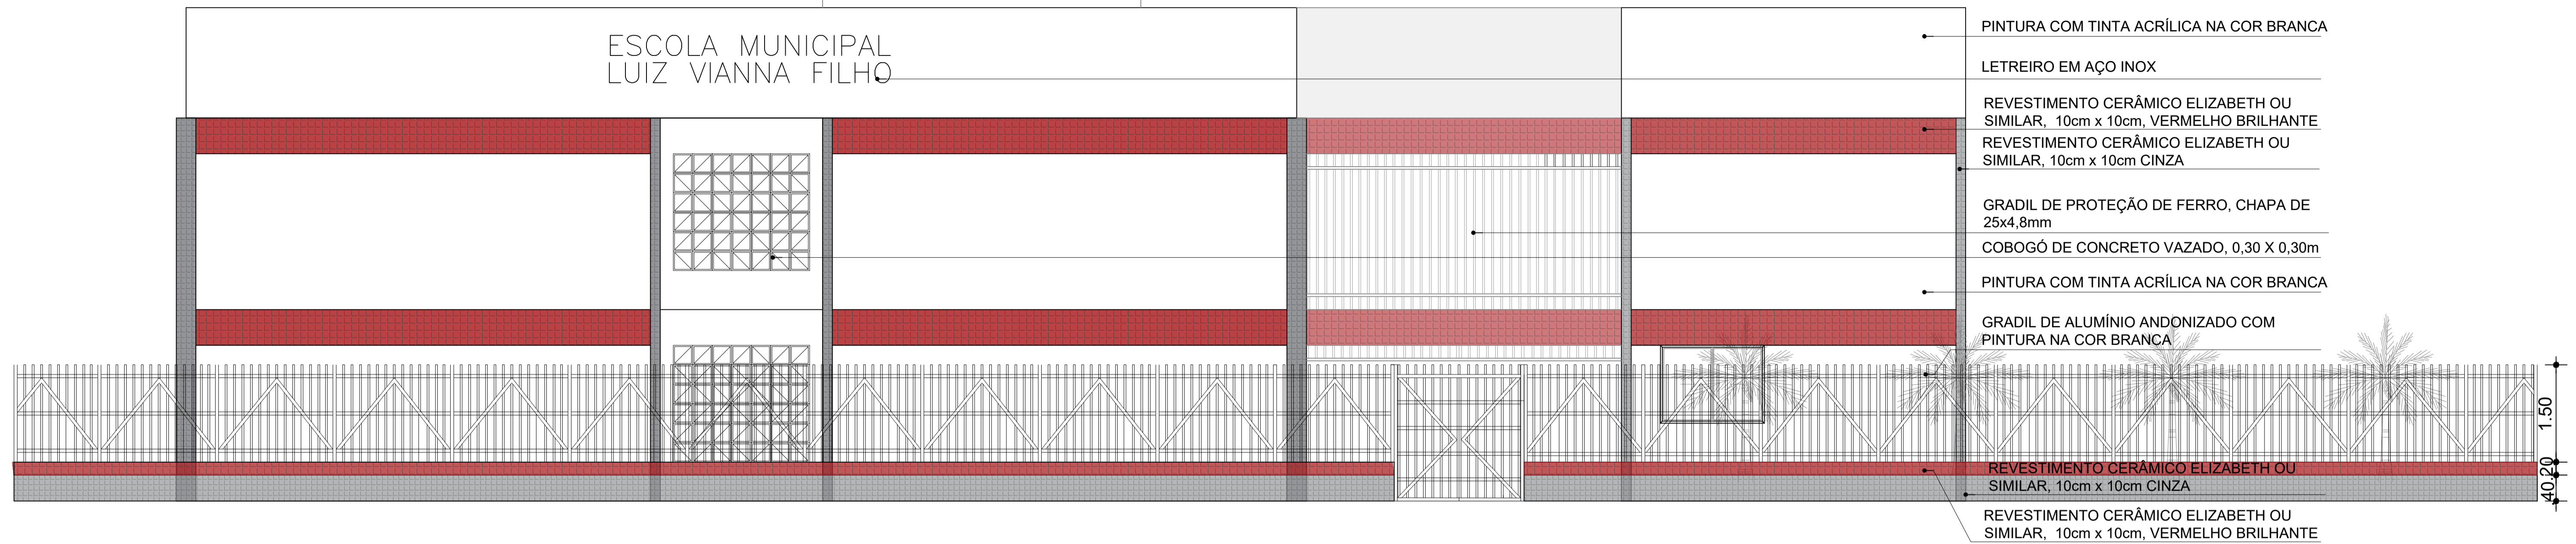 ESCOLA MUNICIPAL
LUIZ VIANNA FILHO
PINTURA COM TINTA ACRÍLICA NA COR BRANCA
LETREIRO EM AÇO INOX
REVESTIMENTO CERÂMICO ELIZABETH OU
SIMILAR, 10cm x 10cm, VERMELHO BRILHANTE
REVESTIMENTO CERÂMICO ELIZABETH OU
SIMILAR, 10cm x 10cm CINZA
GRADIL DE PROTEÇÃO DE FERRO, CHAPA DE
25x4,8mm
COBOGÓ DE CONCRETO VAZADO, 0,30 X 0,30m
PINTURA COM TINTA ACRÍLICA NA COR BRANCA
GRADIL DE ALUMÍNIO ANDONIZADO COM
PINTURA NA COR BRANCA
1.50
.20
.40
REVESTIMENTO CERÂMICO ELIZABETH OU
SIMILAR, 10cm x 10cm CINZA
REVESTIMENTO CERÂMICO ELIZABETH OU
SIMILAR, 10cm x 10cm, VERMELHO BRILHANTE